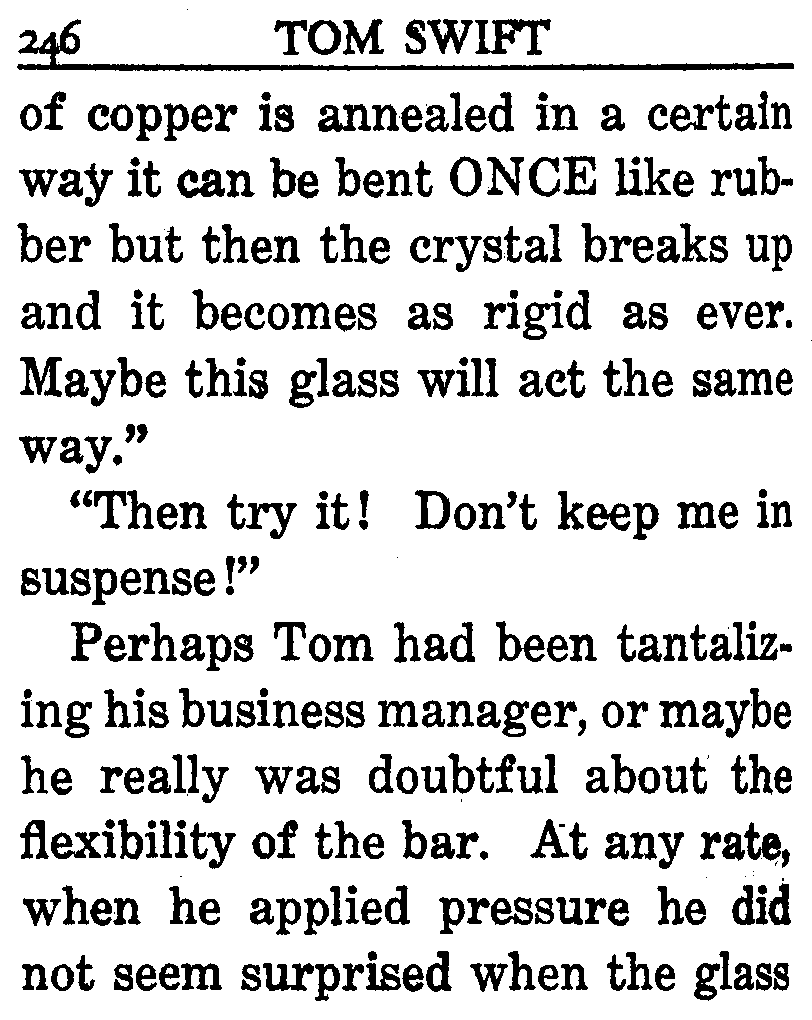 246 TOM SWIFT
of copper is annealed in a certain
way it can be bent ONCE like rub-
ber but then the crystal breaks up
and it becomes as rigid as ever.
Maybe this glass will act the same
way.”
“Then try it! Don’t keep me in
suspense!”
Perhaps Tom had been tantaliz-
ing his business manager, or maybe
he really was doubtful about the
flexibility of the bar. At any rate,
when he applied pressure he did
not seem surprised when the glass